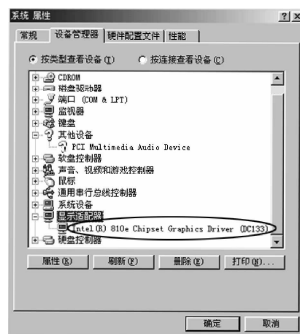 系统 属性
常规 设备管理器 硬件配置文件 性能
按类型查看设备(T) 按连接查看设备(C)
CDROM
磁盘驱动器
端口 (COM & LPT)
监视器
键盘
其他设备
PCI Multimedia Audio Device
软盘控制器
声音、视频和游戏控制器
鼠标
通用串行总线控制器
系统设备
显示适配器
Intel(R) 810e Chipset Graphics Driver (DC133)
硬盘控制器
属性(R) 刷新(F) 删除(E) 打印(N)...
确定 取消